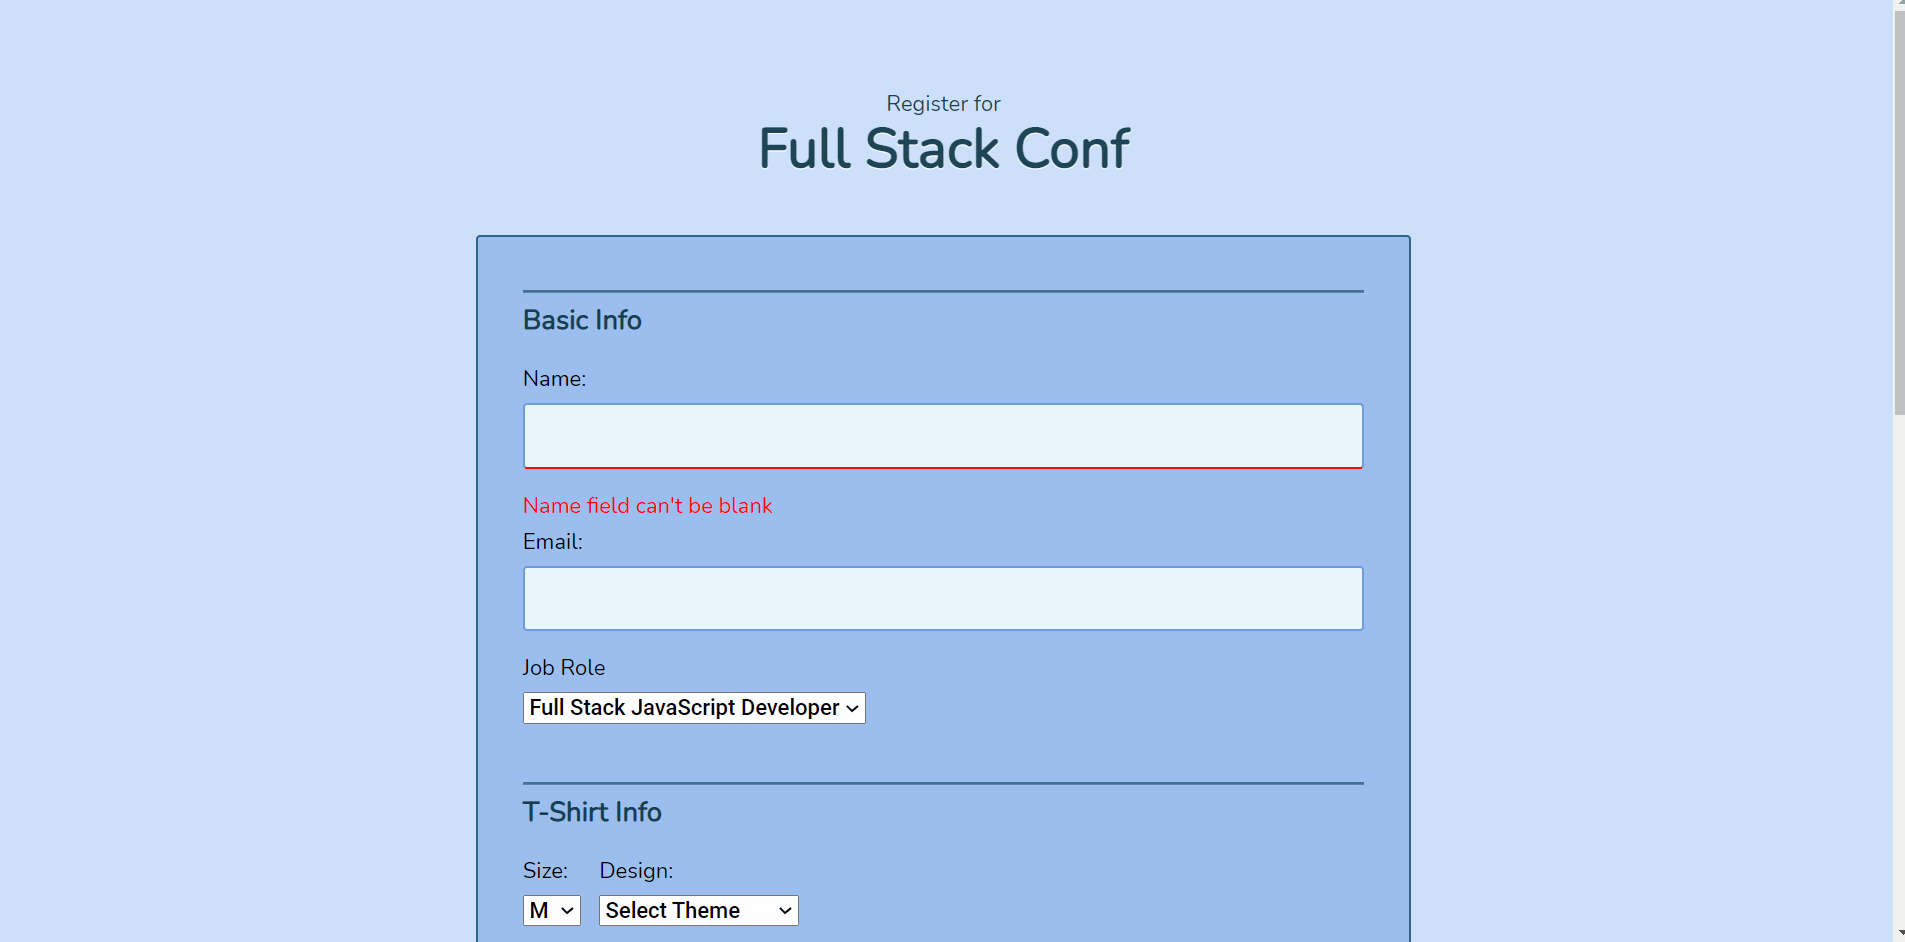 Register for
Full Stack Conf
Basic Info
Name:
Name field can't be blank
Email:
Job Role
Full Stack JavaScript Developer
T-Shirt Info
Size: Design:
M Select Theme